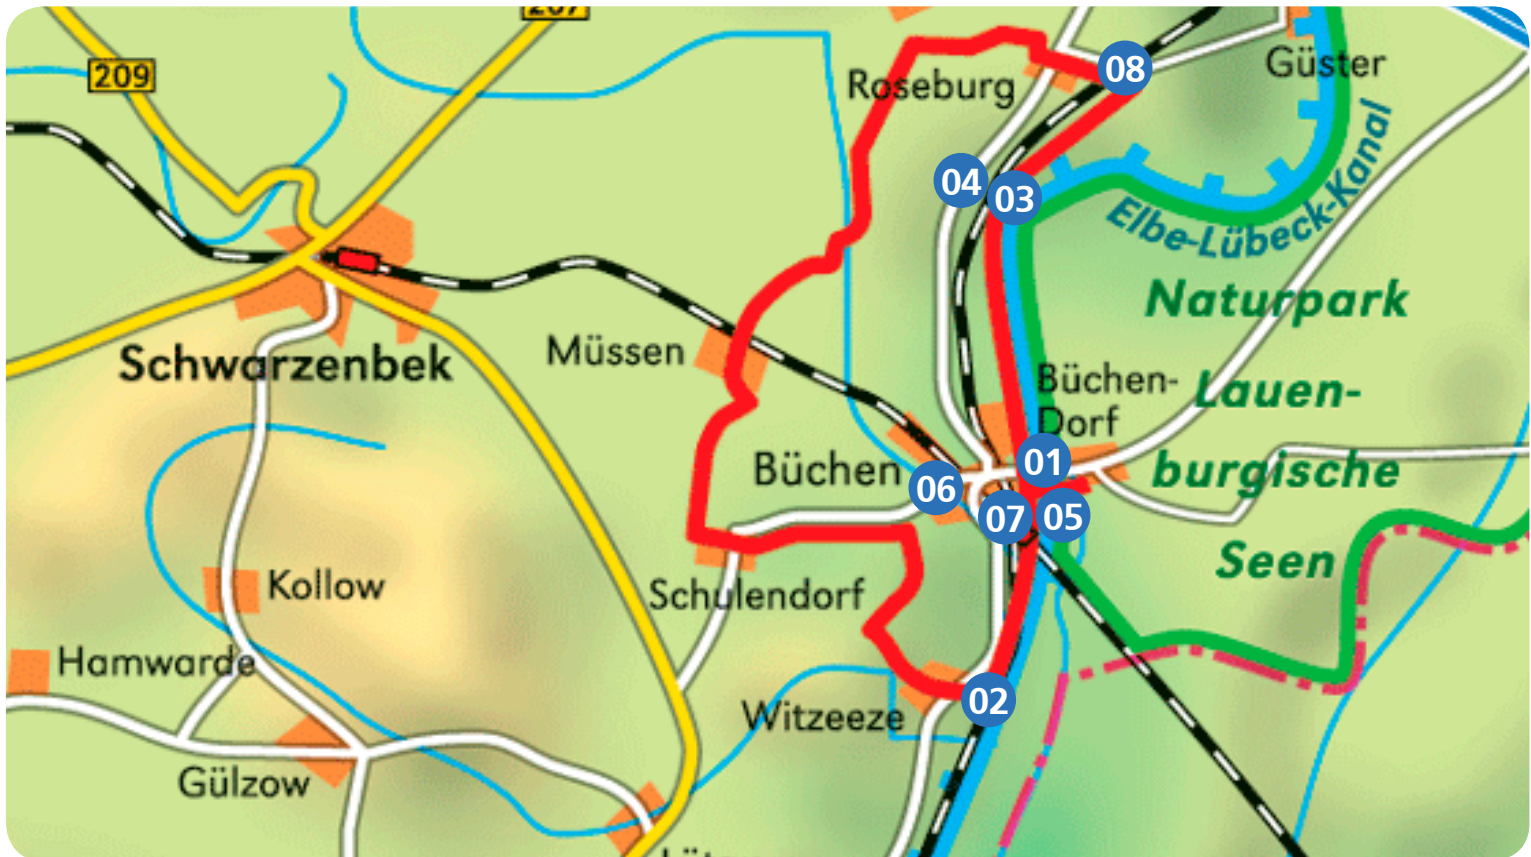 207
209
Roseburg
08
Güster
04
03
Elbe-Lübeck-Kanal
Naturpark
Lauen-
burgische
Seen
Schwarzenbek
Müssen
Büchen-
Dorf
01
Büchen
06
07
05
Kollow
Schulendorf
Hamwarde
02
Witzeeze
Gülzow